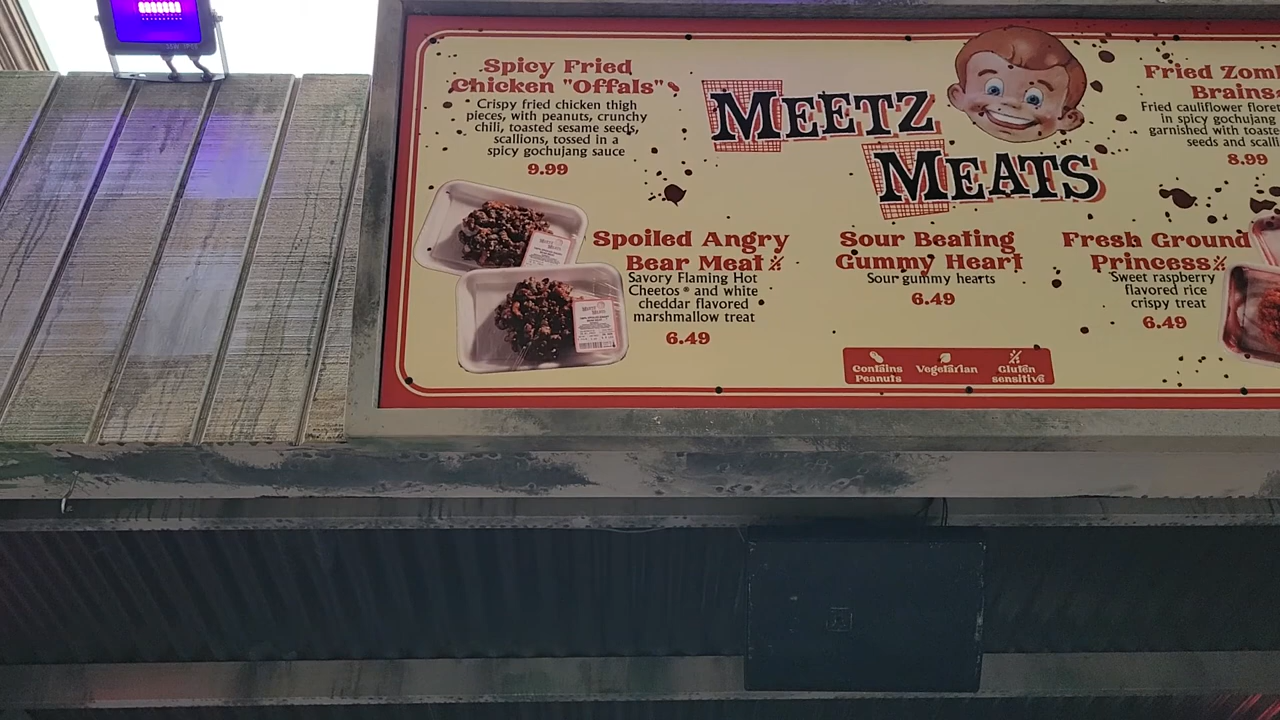 Spicy Fried
Chicken "Offals"
Crispy fried chicken thigh
pieces, with peanuts, crunchy
chili, toasted sesame seeds,
scallions, tossed in a
spicy gochujang sauce
9.99
MEETZ
MEATS
Fried Zomb
Brains
Fried cauliflower flore
in spicy gochujang
garnished with toaste
seeds and scalli
8.99
Spoiled Angry
Bear Meat
Savory Flaming Hot
Cheetos® and white
cheddar flavored
marshmallow treat
6.49
Sour Beating
Gummy Heart
Sour gummy hearts
6.49
Fresh Ground
Princess
Sweet raspberry
flavored rice
crispy treat
6.49
Contains
Peanuts
Vegetarian
Gluten
sensitive